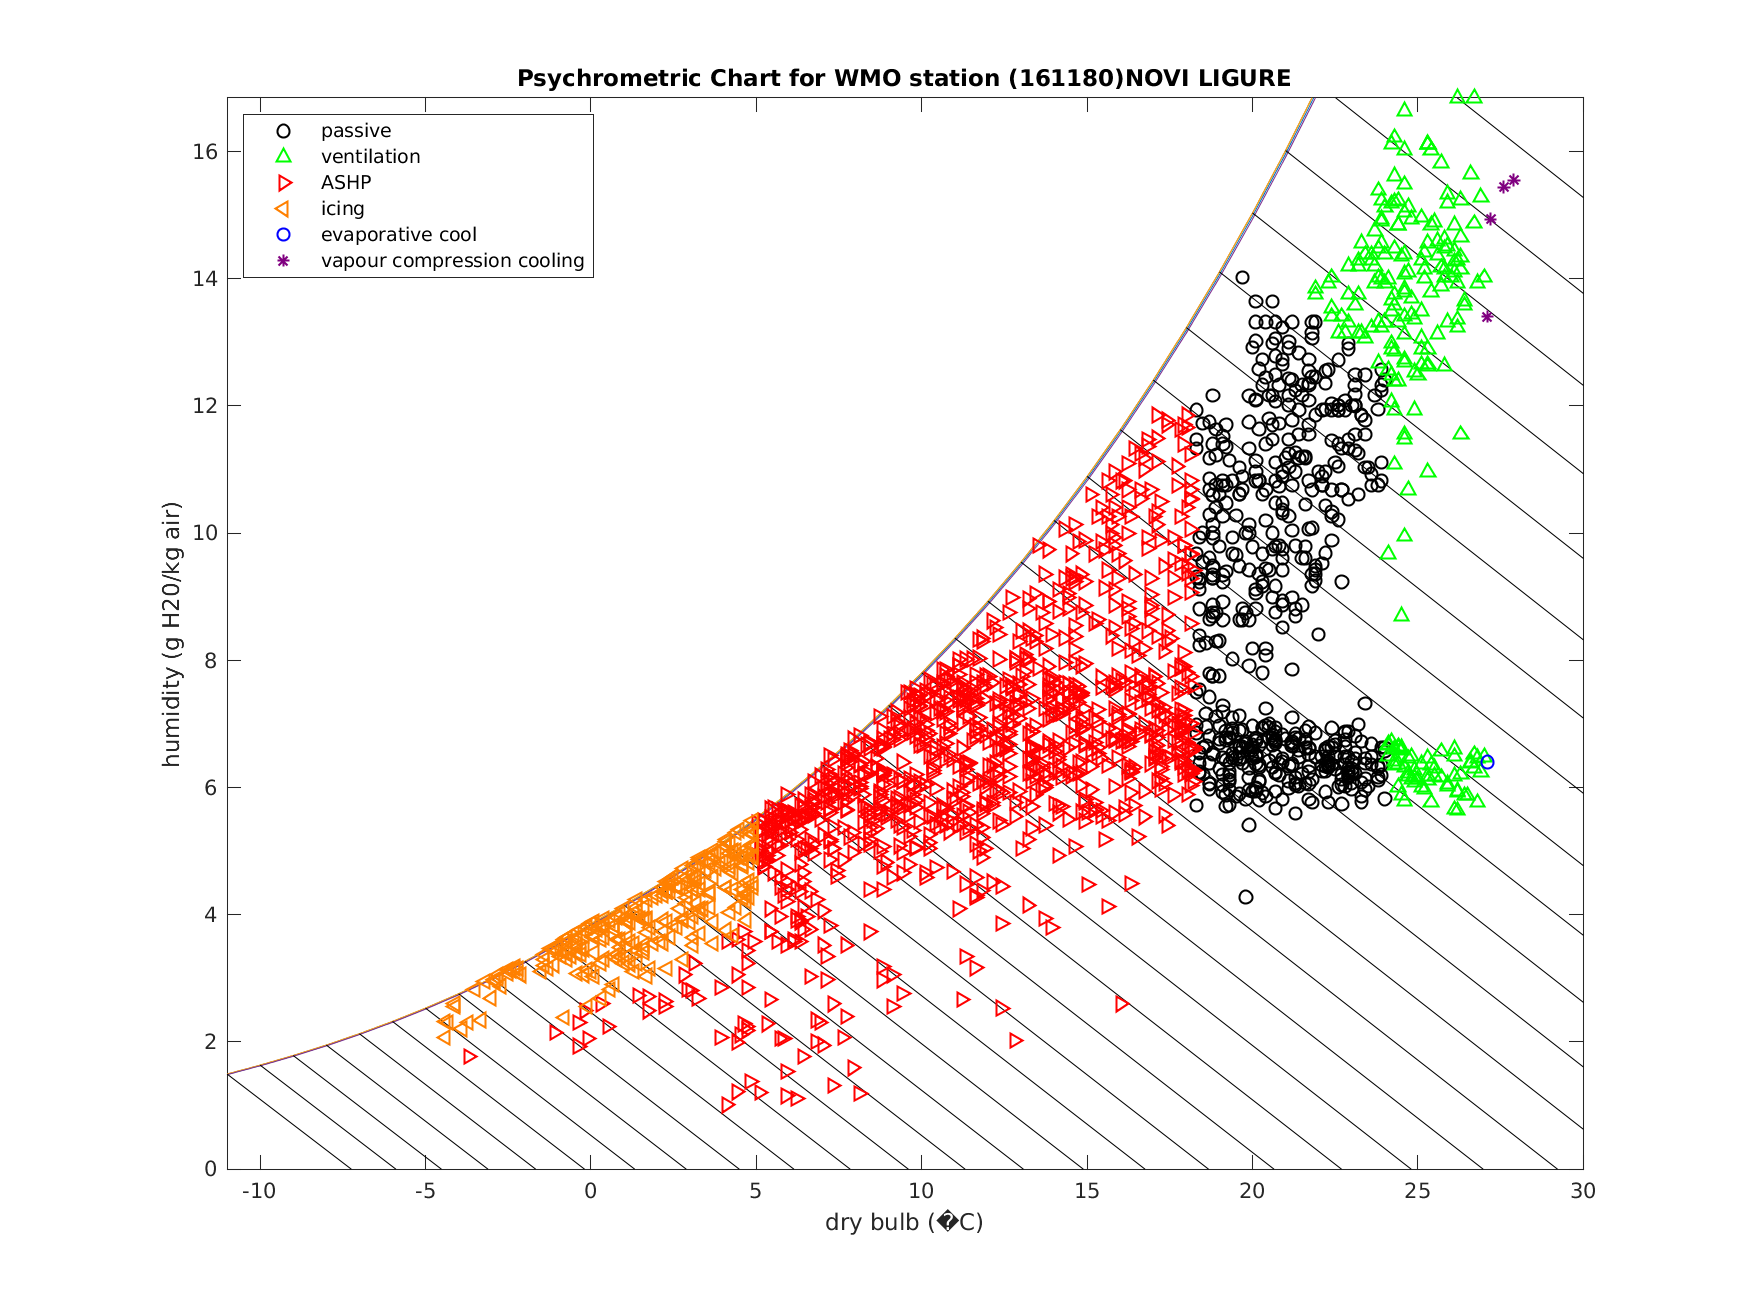 Psychrometric Chart for WMO station (161180)NOVI LIGURE
passive
ventilation
ASHP
icing
evaporative cool
vapour compression cooling
humidity (g H20/kg air)
16
14
12
10
8
6
4
2
0
-10 -5 0 5 10 15 20 25 30
dry bulb (�C)